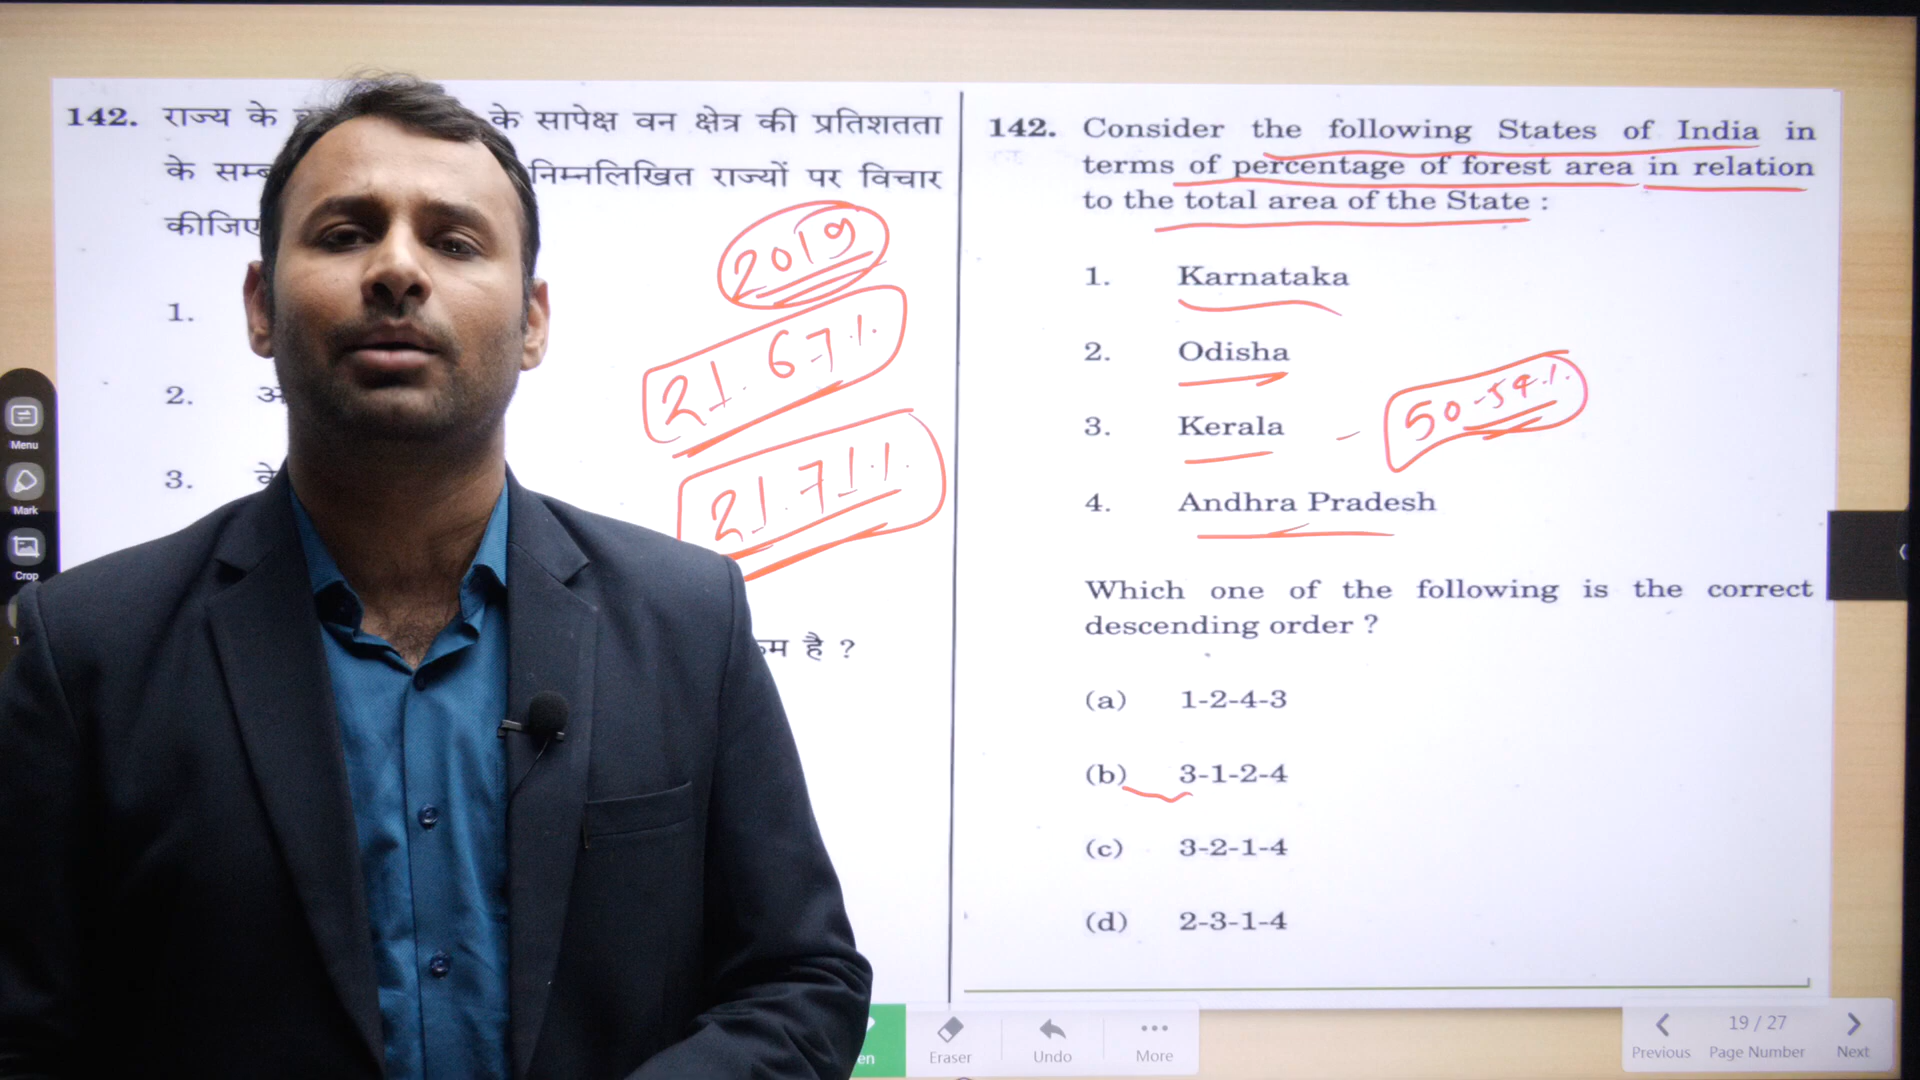 142. राज्य के के सापेक्ष वन क्षेत्र की प्रतिशतता
के निम्नलिखित राज्यों पर विचार
कीजिए
2019
1.
21.67%
2.
21.71%
3.
है ?
142. Consider the following States of India in
terms of percentage of forest area in relation
to the total area of the State :
1. Karnataka
2. Odisha
3. Kerala - 50-54%
4. Andhra Pradesh
Which one of the following is the correct
descending order ?
(a) 1-2-4-3
(b) 3-1-2-4
(c) 3-2-1-4
(d) 2-3-1-4
Menu
Mark
Crop
Eraser
Undo
More
19 / 27
Previous Page Number Next